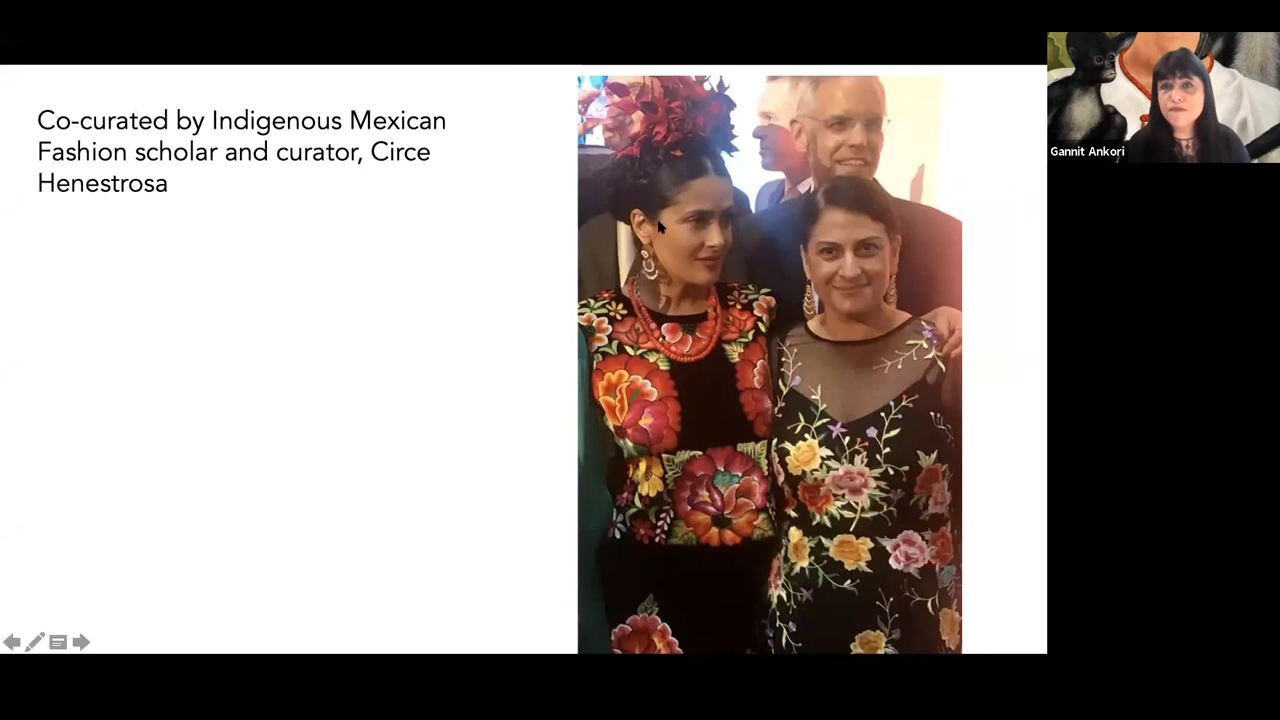 Co-curated by Indigenous Mexican
Fashion scholar and curator, Circe
Henestrosa
Gannit Ankori